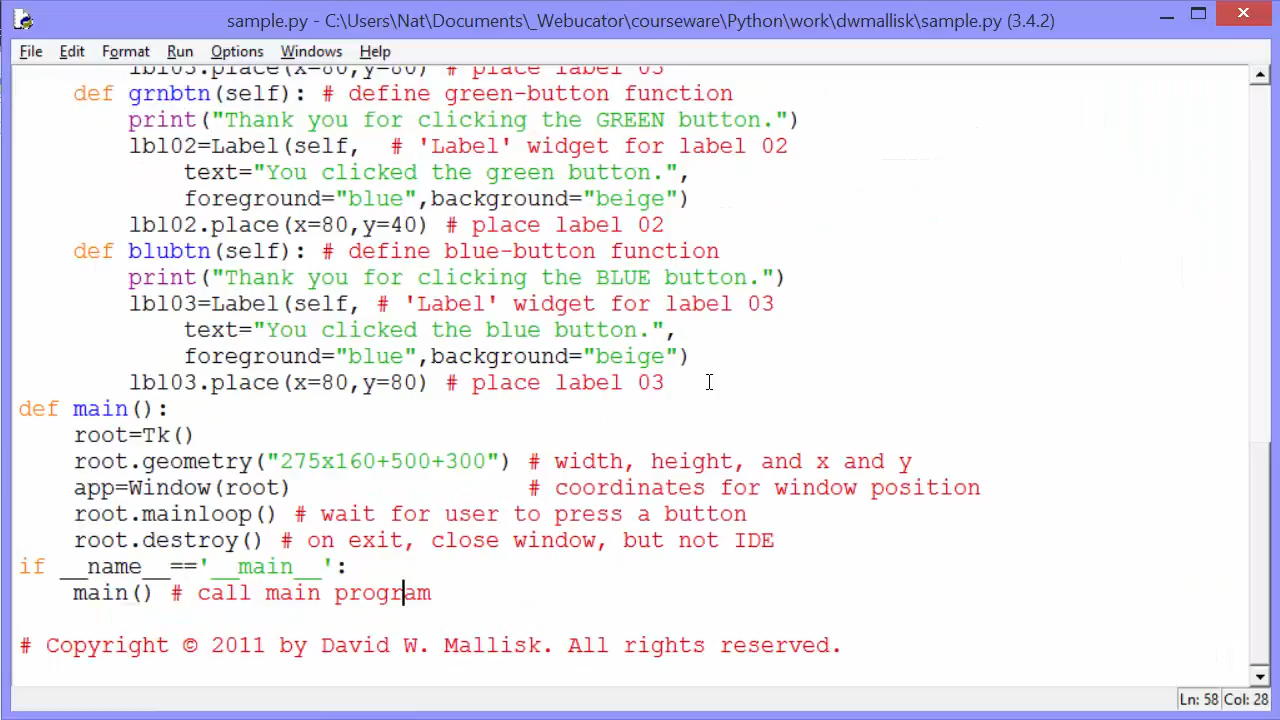 sample.py - C:\Users\Nat\Documents\_Webucator\courseware\Python\work\dwmallisk\sample.py (3.4.2)
File Edit Format Run Options Windows Help
        lbl03.place(x=80,y=80) # place label 03
    def grnbtn(self): # define green-button function
        print("Thank you for clicking the GREEN button.")
        lbl02=Label(self,  # 'Label' widget for label 02
            text="You clicked the green button.",
            foreground="blue",background="beige")
        lbl02.place(x=80,y=40) # place label 02
    def blubtn(self): # define blue-button function
        print("Thank you for clicking the BLUE button.")
        lbl03=Label(self, # 'Label' widget for label 03
            text="You clicked the blue button.",
            foreground="blue",background="beige")
        lbl03.place(x=80,y=80) # place label 03
def main():
    root=Tk()
    root.geometry("275x160+500+300") # width, height, and x and y
    app=Window(root)                 # coordinates for window position
    root.mainloop() # wait for user to press a button
    root.destroy() # on exit, close window, but not IDE
if __name__=='__main__':
    main() # call main program
# Copyright © 2011 by David W. Mallisk. All rights reserved.
Ln: 58 Col: 28